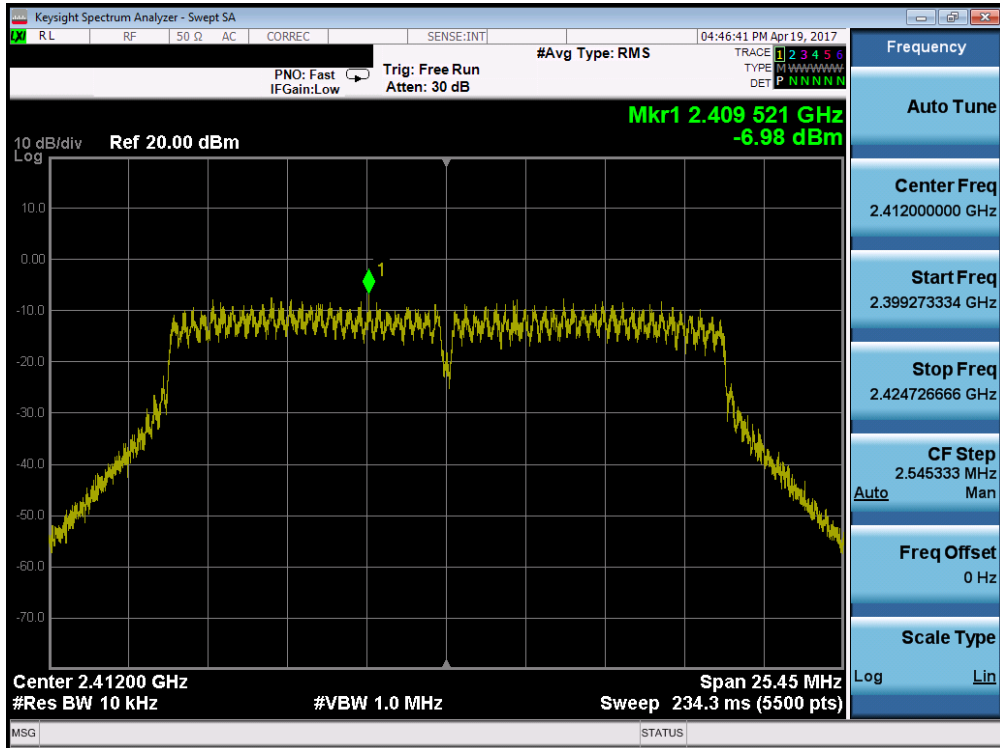 Keysight Spectrum Analyzer - Swept SA
LXI RL RF 50 Ω AC CORREC SENSE:INT 04:46:41 PM Apr 19, 2017
#Avg Type: RMS
TRACE 1 2 3 4 5 6
TYPE M WWWWW
DET P N N N N N
PNO: Fast
IFGain:Low
Trig: Free Run
Atten: 30 dB
Mkr1 2.409 521 GHz
-6.98 dBm
10 dB/div Ref 20.00 dBm
Log
10.0
0.00
-10.0
-20.0
-30.0
-40.0
-50.0
-60.0
-70.0
1
Center 2.41200 GHz Span 25.45 MHz
#Res BW 10 kHz #VBW 1.0 MHz Sweep 234.3 ms (5500 pts)
MSG STATUS
Frequency
Auto Tune
Center Freq
2.412000000 GHz
Start Freq
2.399273334 GHz
Stop Freq
2.424726666 GHz
CF Step
2.545333 MHz
Auto Man
Freq Offset
0 Hz
Scale Type
Log Lin